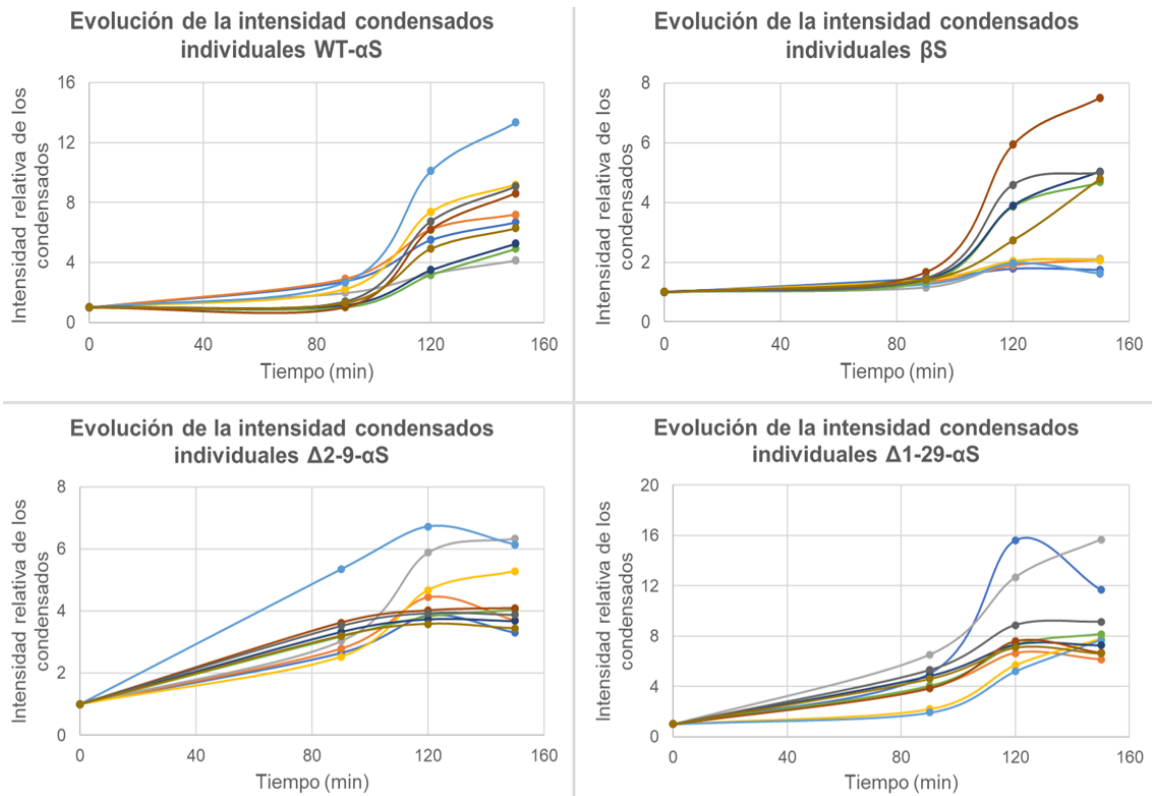 Evolución de la intensidad condensados
individuales WT-αS
Intensidad relativa de los
condensados
16
12
8
4
0
0
40
80
120
160
Tiempo (min)
Evolución de la intensidad condensados
individuales βS
Intensidad relativa de los
condensados
8
6
4
2
0
0
40
80
120
160
Tiempo (min)
Evolución de la intensidad condensados
individuales Δ2-9-αS
Intensidad relativa de los
condensados
8
6
4
2
0
0
40
80
120
160
Tiempo (min)
Evolución de la intensidad condensados
individuales Δ1-29-αS
Intensidad relativa de los
condensados
20
16
12
8
4
0
0
40
80
120
160
Tiempo (min)